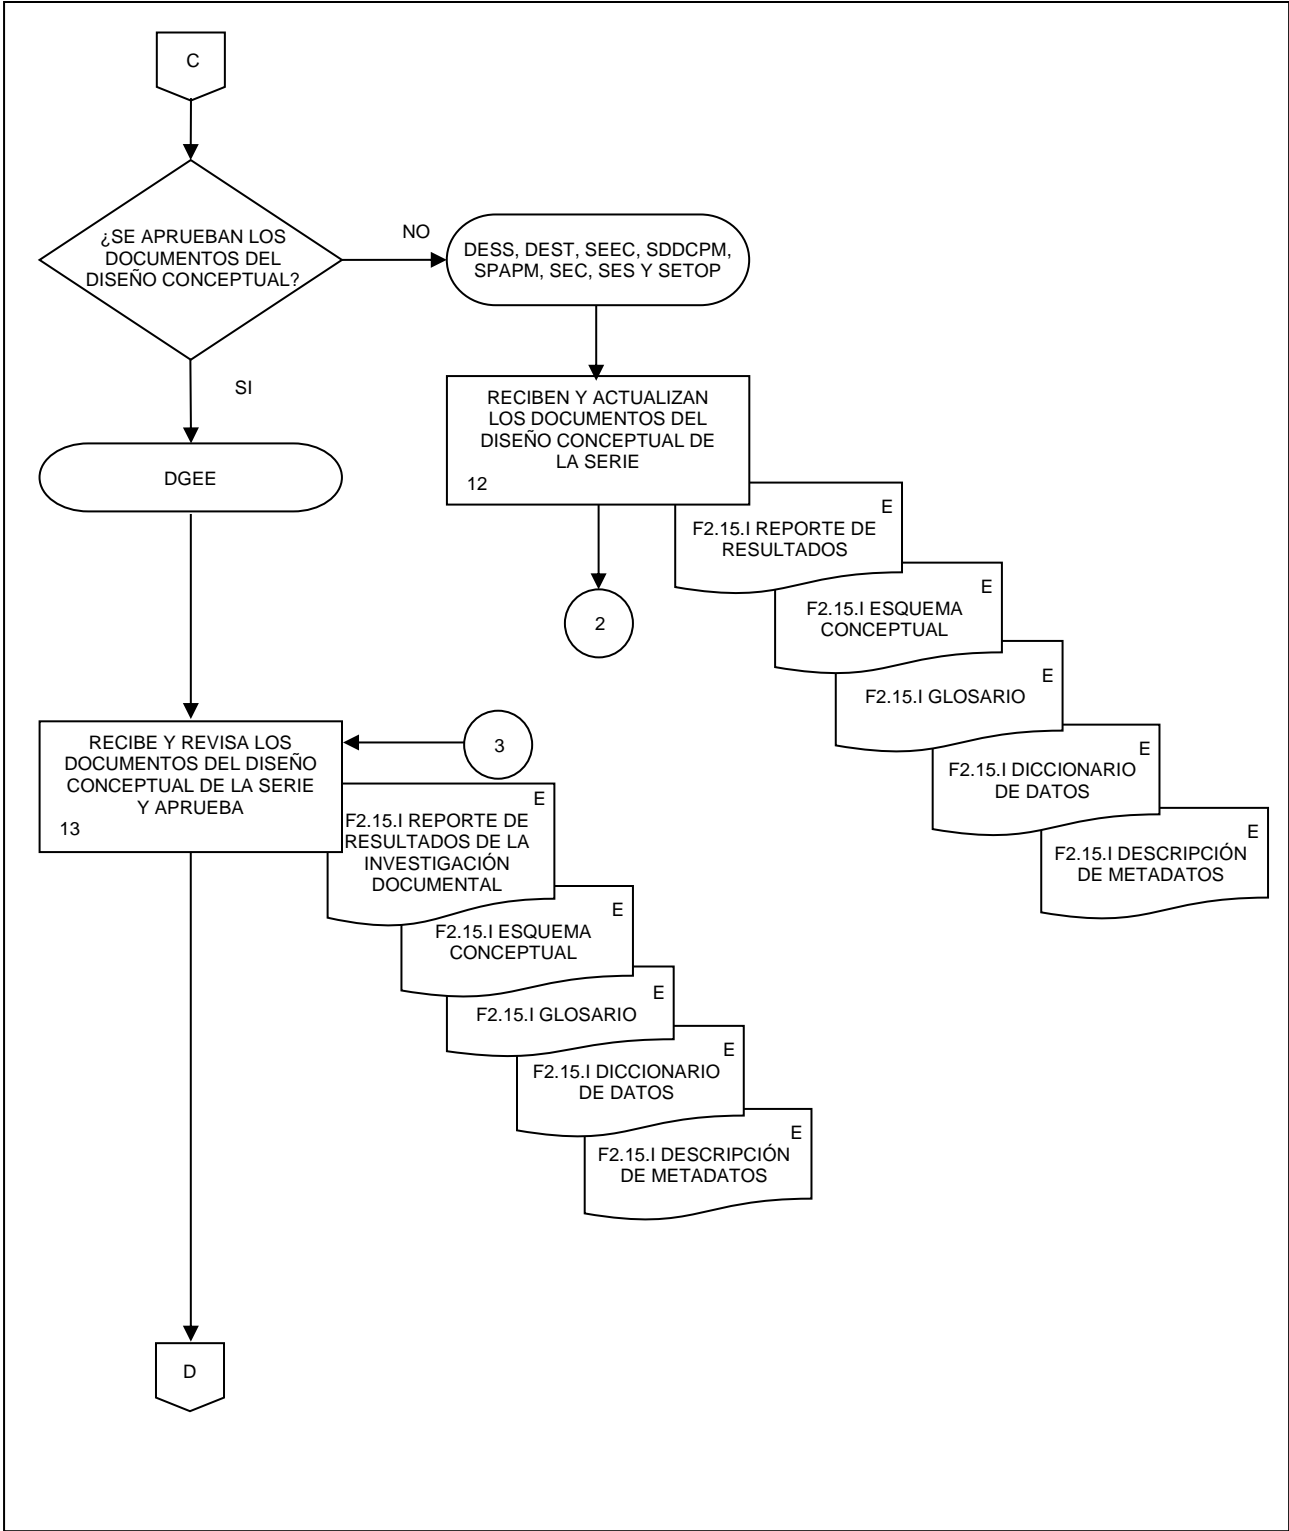 C
¿SE APRUEBAN LOS
DOCUMENTOS DEL
DISEÑO CONCEPTUAL?
NO
DESS, DEST, SEEC, SDDCPM,
SPAPM, SEC, SES Y SETOP
SI
RECIBEN Y ACTUALIZAN
LOS DOCUMENTOS DEL
DISEÑO CONCEPTUAL DE
LA SERIE
12
DGEE
E
F2.15.I REPORTE DE
RESULTADOS
E
F2.15.I ESQUEMA
CONCEPTUAL
2
E
F2.15.I GLOSARIO
E
F2.15.I DICCIONARIO
DE DATOS
E
F2.15.I DESCRIPCIÓN
DE METADATOS
RECIBE Y REVISA LOS
DOCUMENTOS DEL DISEÑO
CONCEPTUAL DE LA SERIE
Y APRUEBA
13
3
E
F2.15.I REPORTE DE
RESULTADOS DE LA
INVESTIGACIÓN
DOCUMENTAL
E
F2.15.I ESQUEMA
CONCEPTUAL
E
F2.15.I GLOSARIO
E
F2.15.I DICCIONARIO
DE DATOS
E
F2.15.I DESCRIPCIÓN
DE METADATOS
D